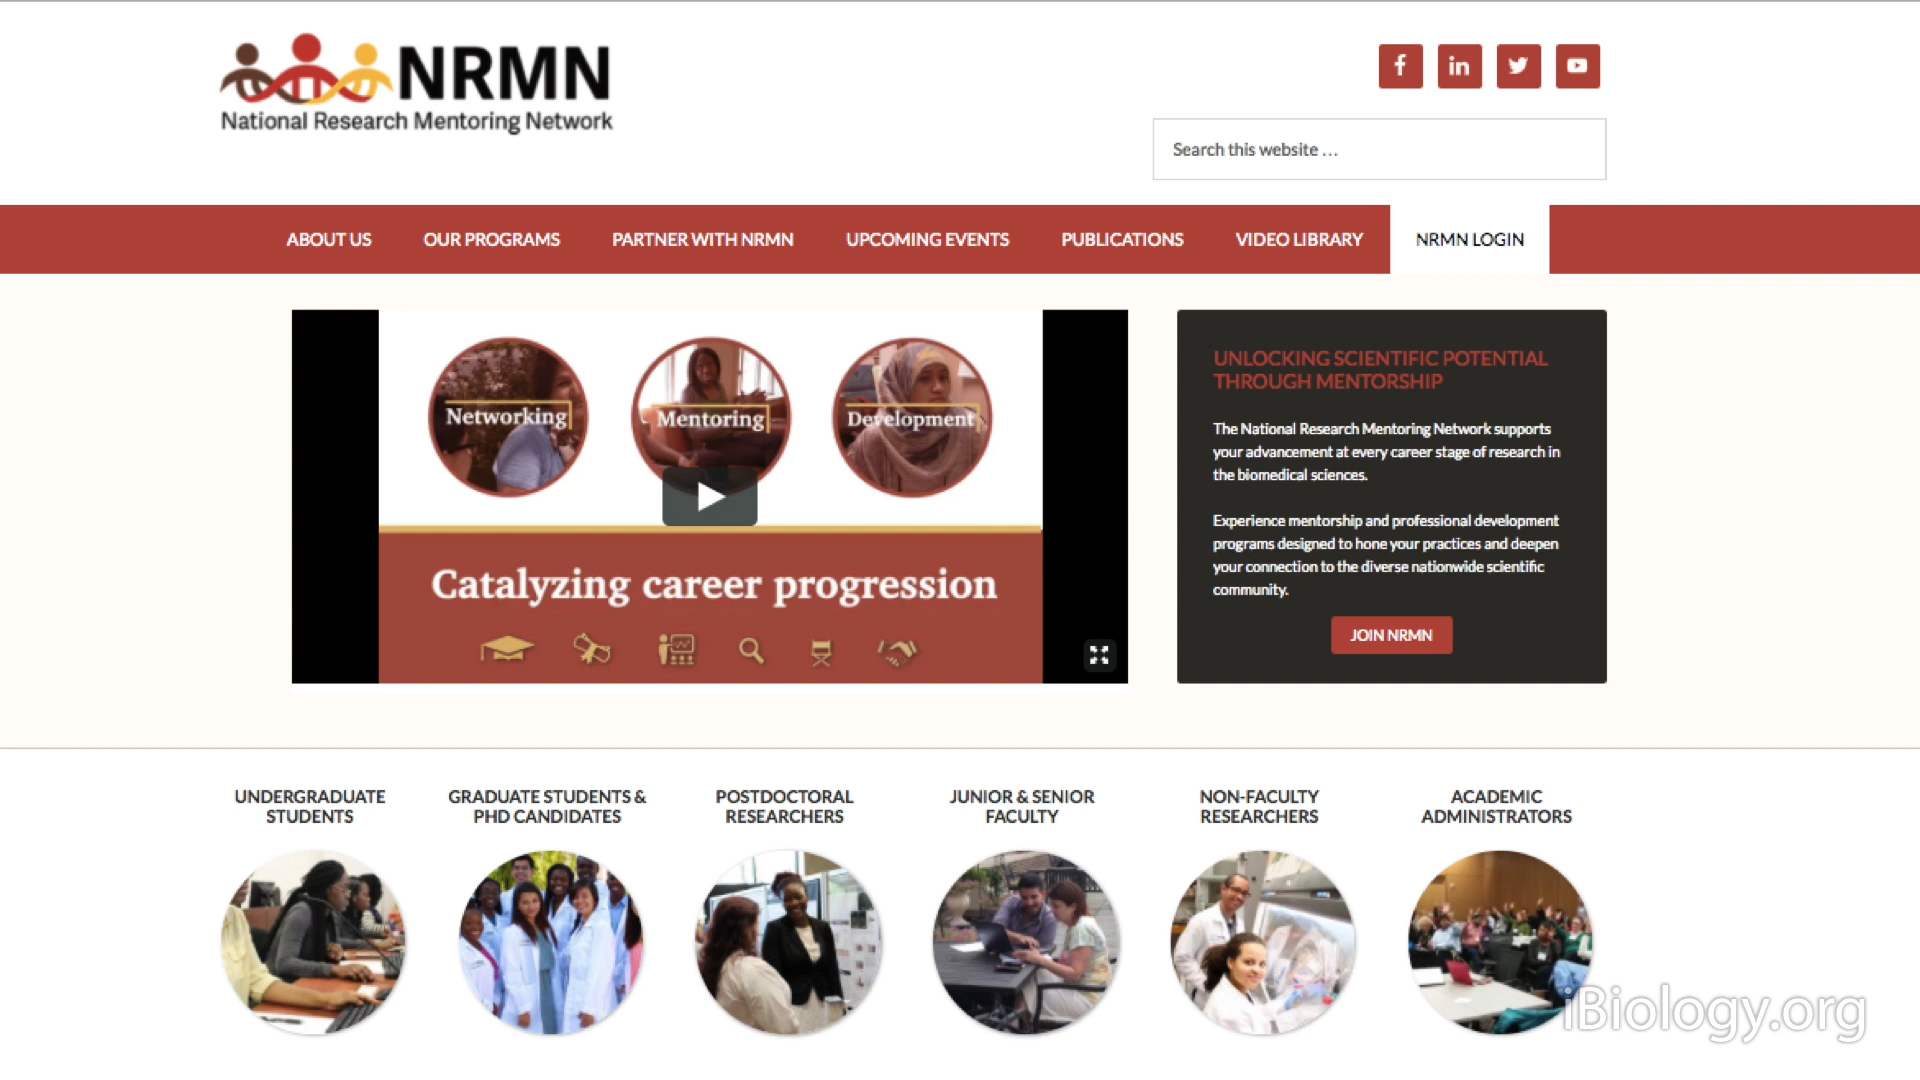 NRMN
National Research Mentoring Network
Search this website ...
ABOUT US
OUR PROGRAMS
PARTNER WITH NRMN
UPCOMING EVENTS
PUBLICATIONS
VIDEO LIBRARY
NRMN LOGIN
Networking
Mentoring
Development
Catalyzing career progression
UNLOCKING SCIENTIFIC POTENTIAL
THROUGH MENTORSHIP
The National Research Mentoring Network supports
your advancement at every career stage of research in
the biomedical sciences.
Experience mentorship and professional development
programs designed to hone your practices and deepen
your connection to the diverse nationwide scientific
community.
JOIN NRMN
UNDERGRADUATE
STUDENTS
GRADUATE STUDENTS &
PHD CANDIDATES
POSTDOCTORAL
RESEARCHERS
JUNIOR & SENIOR
FACULTY
NON-FACULTY
RESEARCHERS
ACADEMIC
ADMINISTRATORS
iBiology.org